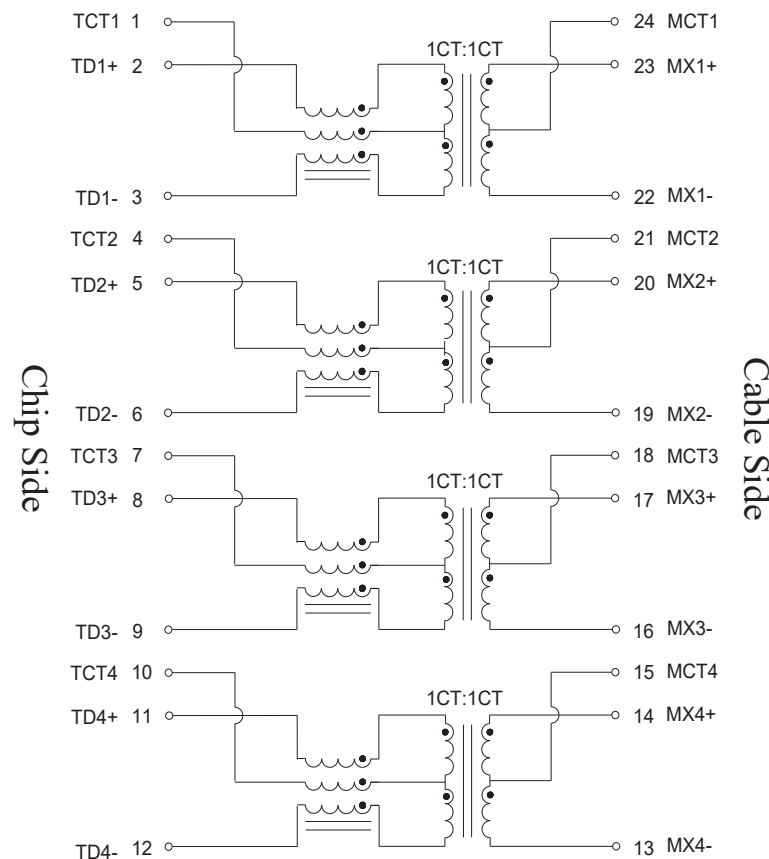 TCT1 1 24 MCT1
1CT:1CT
TD1+ 2 23 MX1+
TD1- 3 22 MX1-
TCT2 4 21 MCT2
1CT:1CT
TD2+ 5 20 MX2+
Chip Side
Cable Side
TD2- 6 19 MX2-
TCT3 7 18 MCT3
1CT:1CT
TD3+ 8 17 MX3+
TD3- 9 16 MX3-
TCT4 10 15 MCT4
1CT:1CT
TD4+ 11 14 MX4+
TD4- 12 13 MX4-